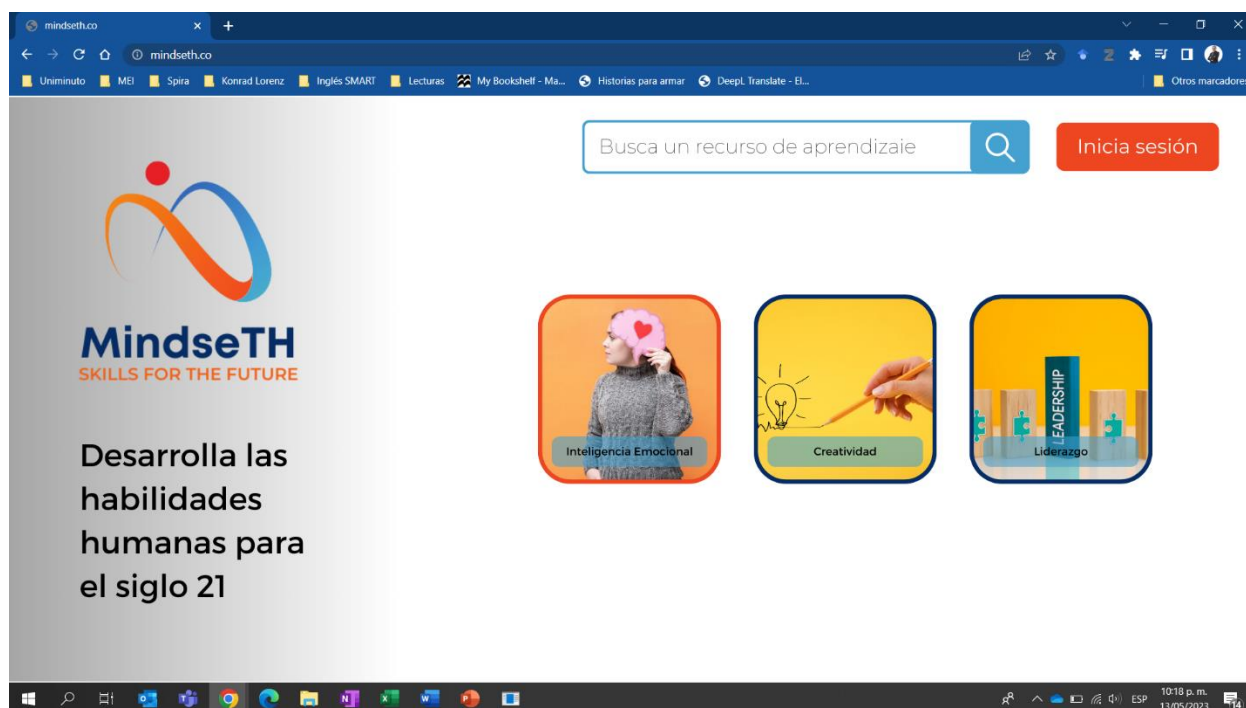 mindseth.co
mindseth.co
Uniminuto MEI Spira Konrad Lorenz Inglés SMART Lecturas My Bookshelf - Ma... Historias para armar DeepL Translate - El... Otros marcadores
Busca un recurso de aprendizaie
Inicia sesión
MindseTH
SKILLS FOR THE FUTURE
Desarrolla las
habilidades
humanas para
el siglo 21
LEADERSHIP
Inteligencia Emocional
Creatividad
Liderazgo
ESP
10:18 p. m.
13/05/2023
14